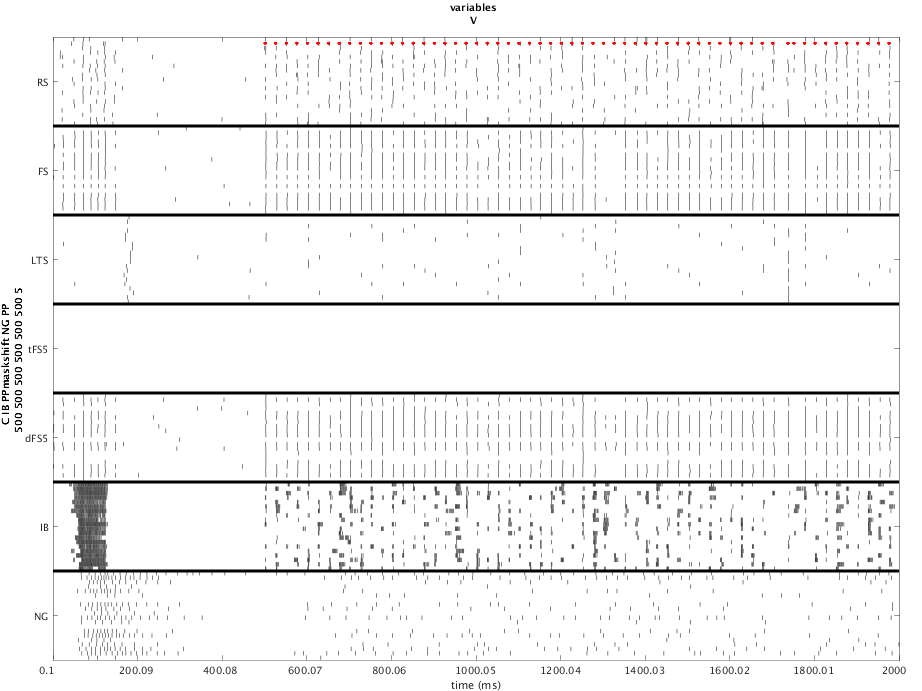 variables
V
RS
FS
LTS
tFS5
dFS5
IB
NG
C IB PPmaskshift NG PP
500 500 500 500 500 500 5
0.1 200.09 400.08 600.07 800.06 1000.05 1200.04 1400.03 1600.02 1800.01 2000
time (ms)